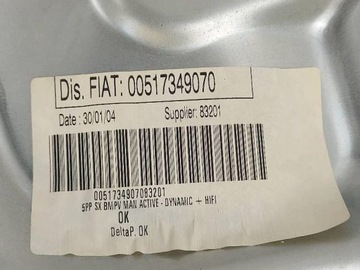 Dis. FIAT: 00517349070
Date : 30/01/04 Supplier: 83201
0051734907083201
5PP SX BMPV MAN ACTIVE - DYNAMIC + HIFI
OK
DeltaP. OK